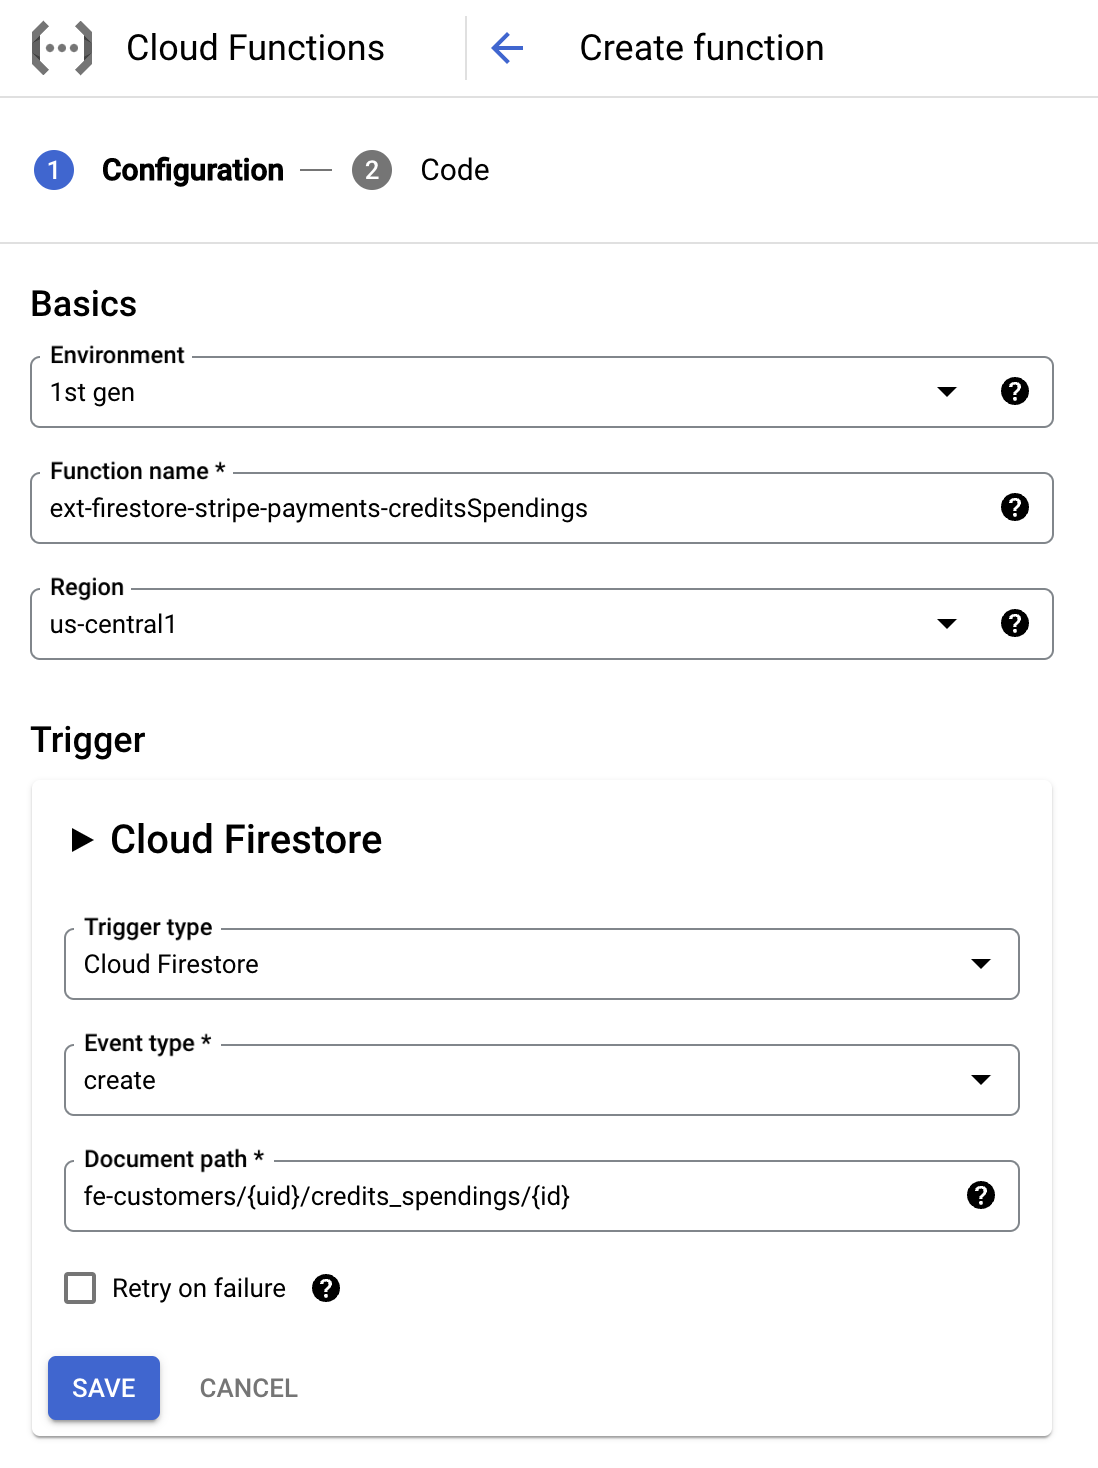 Cloud Functions
Create function
1 Configuration — 2 Code
Basics
Environment
1st gen
Function name *
ext-firestore-stripe-payments-creditsSpendings
Region
us-central1
Trigger
Cloud Firestore
Trigger type
Cloud Firestore
Event type *
create
Document path *
fe-customers/{uid}/credits_spendings/{id}
Retry on failure
SAVE CANCEL